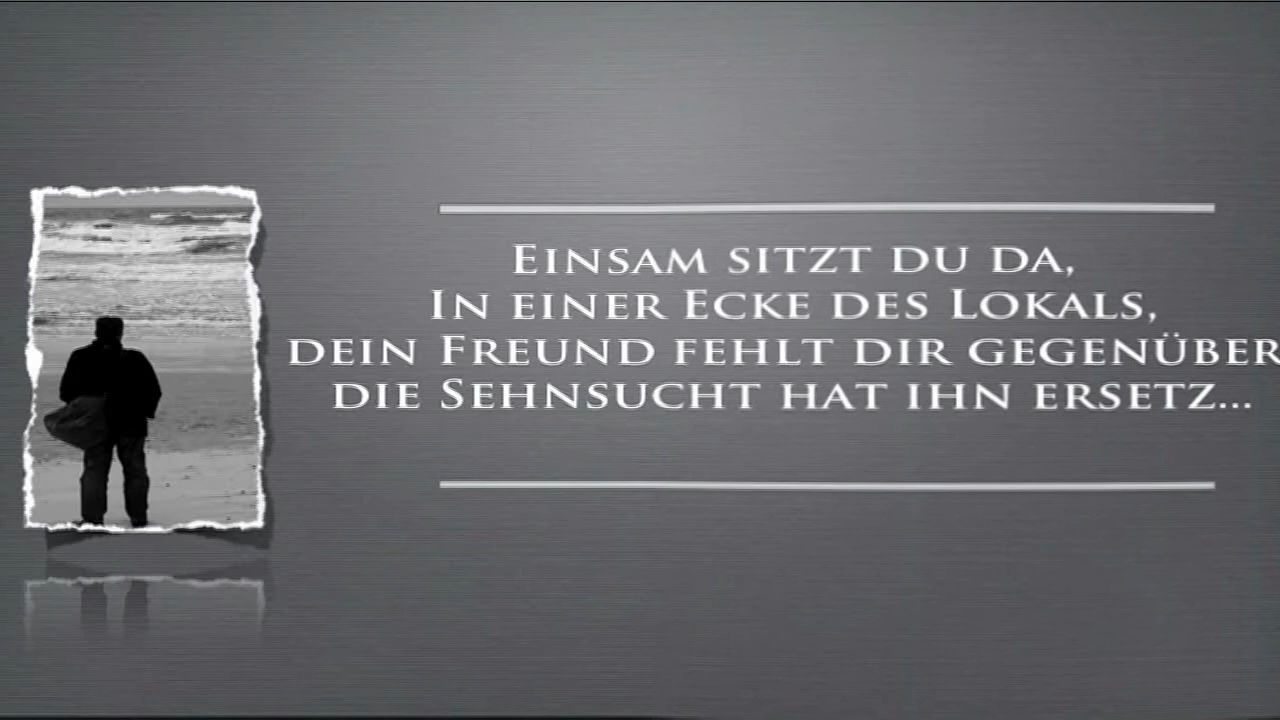 Einsam sitzt du da,
In einer Ecke des Lokals,
dein Freund fehlt dir gegenüber
die Sehnsucht hat ihn ersetz...